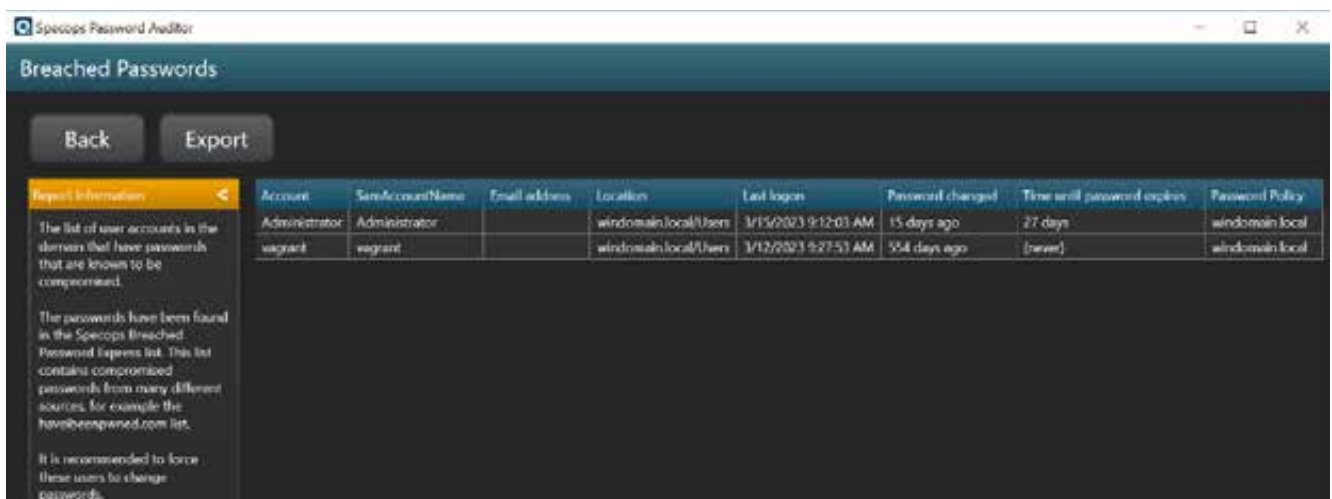 Specops Password Auditor
Breached Passwords
Back Export
Report Information <
Account SamAccountName Email address Location Last logon Password changed Time until password expires Password Policy
Administrator Administrator windomain.local/Users 3/15/2023 9:12:03 AM 15 days ago 27 days windomain.local
vagrant vagrant windomain.local/Users 3/12/2023 9:27:53 AM 554 days ago (never) windomain.local
The list of user accounts in the
domain that have passwords
that are known to be
compromised.
The passwords have been found
in the Specops Breached
Password Express list. This list
contains compromised
passwords from many different
sources, for example the
haveibeenpwned.com list.
It is recommended to force
these users to change
passwords.